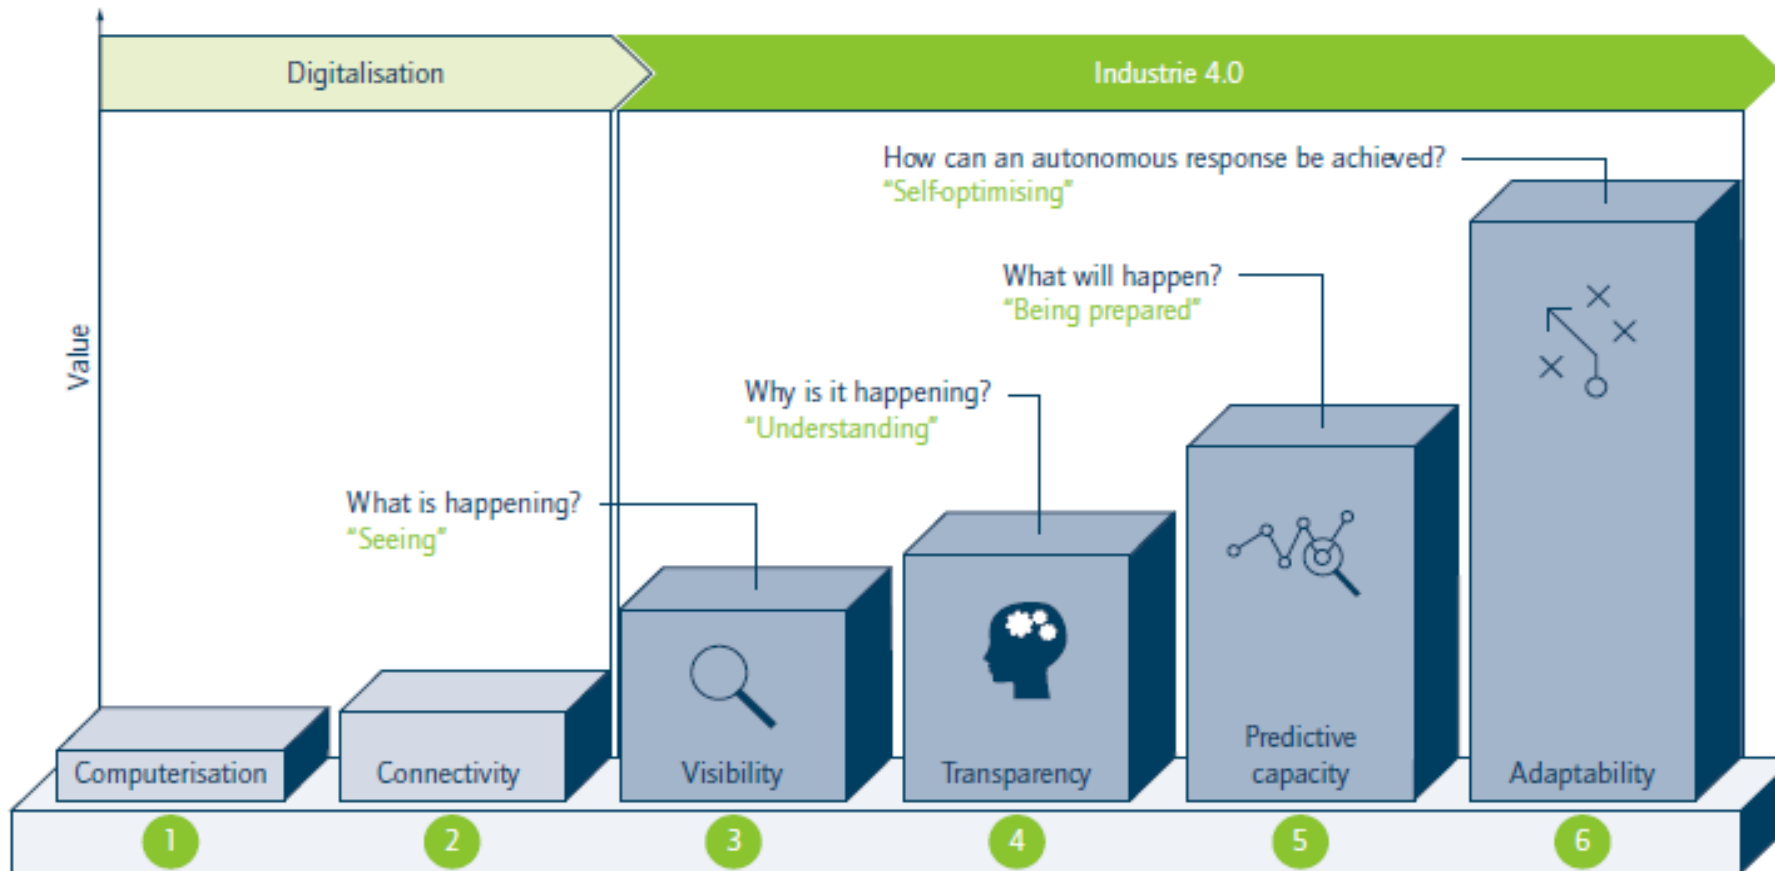 Digitalisation
Industrie 4.0
How can an autonomous response be achieved?
“Self-optimising”
What will happen?
“Being prepared”
Value
Why is it happening?
“Understanding”
What is happening?
“Seeing”
Computerisation
Connectivity
Visibility
Transparency
Predictive
capacity
Adaptability
1
2
3
4
5
6